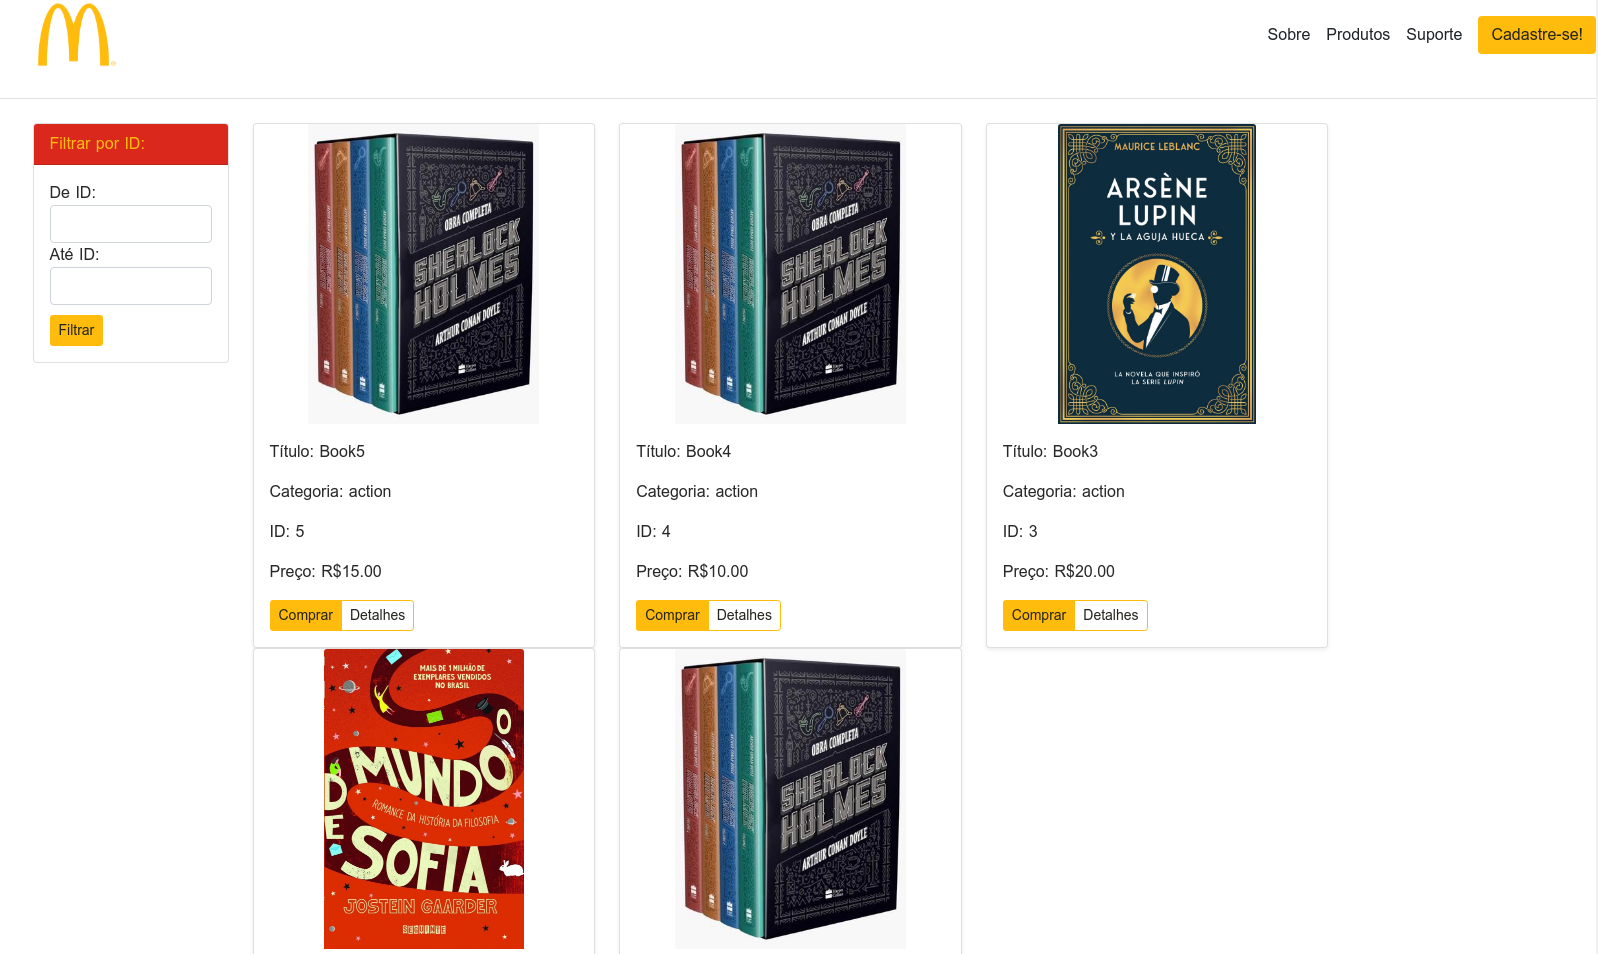 Sobre Produtos Suporte Cadastre-se!
Filtrar por ID:
De ID:
Até ID:
Filtrar
OBRA COMPLETA
SHERLOCK
HOLMES
ARTHUR CONAN DOYLE
Título: Book5
Categoria: action
ID: 5
Preço: R$15.00
Comprar Detalhes
OBRA COMPLETA
SHERLOCK
HOLMES
ARTHUR CONAN DOYLE
Título: Book4
Categoria: action
ID: 4
Preço: R$10.00
Comprar Detalhes
MAURICE LEBLANC
ARSÈNE
LUPIN
Y LA AGUJA HUECA
LA NOVELA QUE INSPIRÓ
LA SERIE LUPIN
Título: Book3
Categoria: action
ID: 3
Preço: R$20.00
Comprar Detalhes
MAIS DE 1 MILHÃO DE
EXEMPLARES VENDIDOS
NO BRASIL
O
MUNDO
DE
ROMANCE DA HISTÓRIA DA FILOSOFIA
SOFIA
JOSTEIN GAARDER
SEGUINTE
OBRA COMPLETA
SHERLOCK
HOLMES
ARTHUR CONAN DOYLE